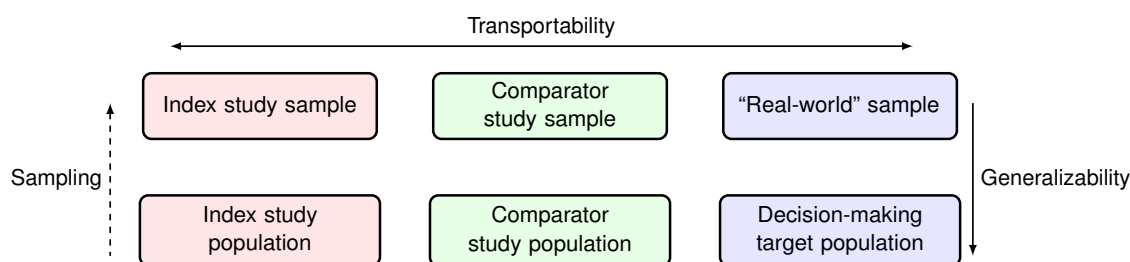 Transportability
Index study sample
Comparator
study sample
“Real-world” sample
Sampling
Generalizability
Index study
population
Comparator
study population
Decision-making
target population